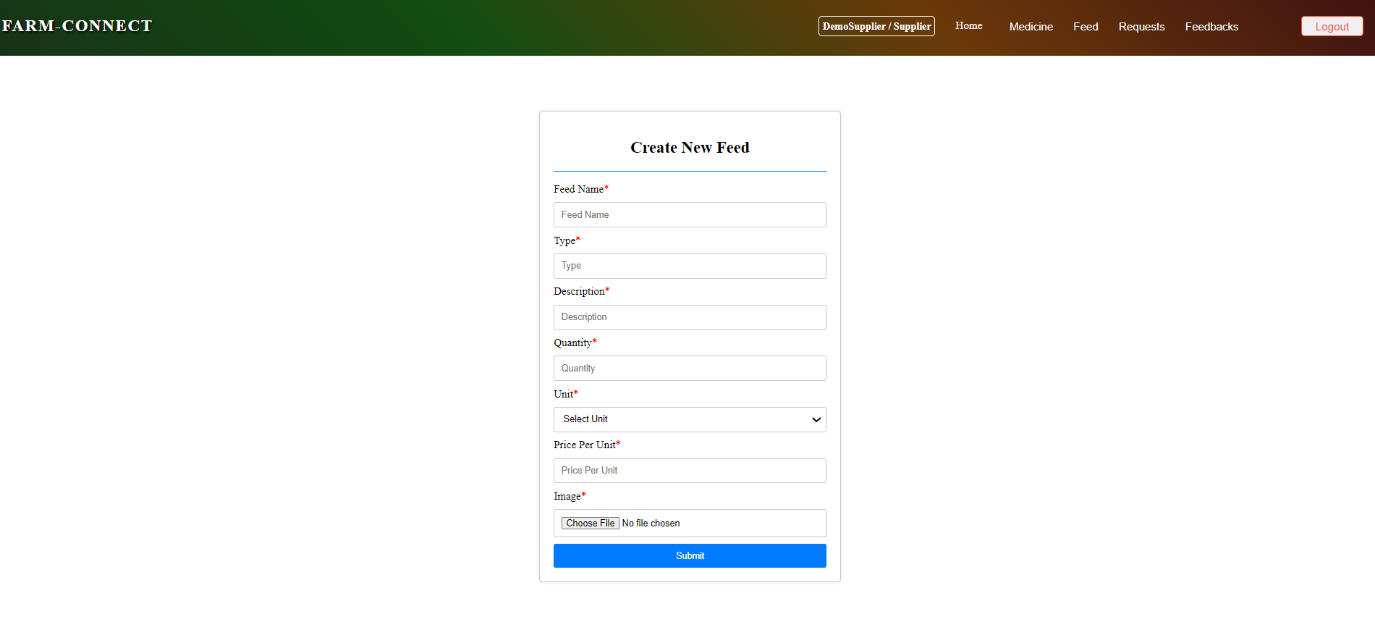 FARM-CONNECT
DemoSupplier / Supplier Home Medicine Feed Requests Feedbacks Logout
Create New Feed
Feed Name*
Feed Name
Type*
Type
Description*
Description
Quantity*
Quantity
Unit*
Select Unit
Price Per Unit*
Price Per Unit
Image*
Choose File No file chosen
Submit